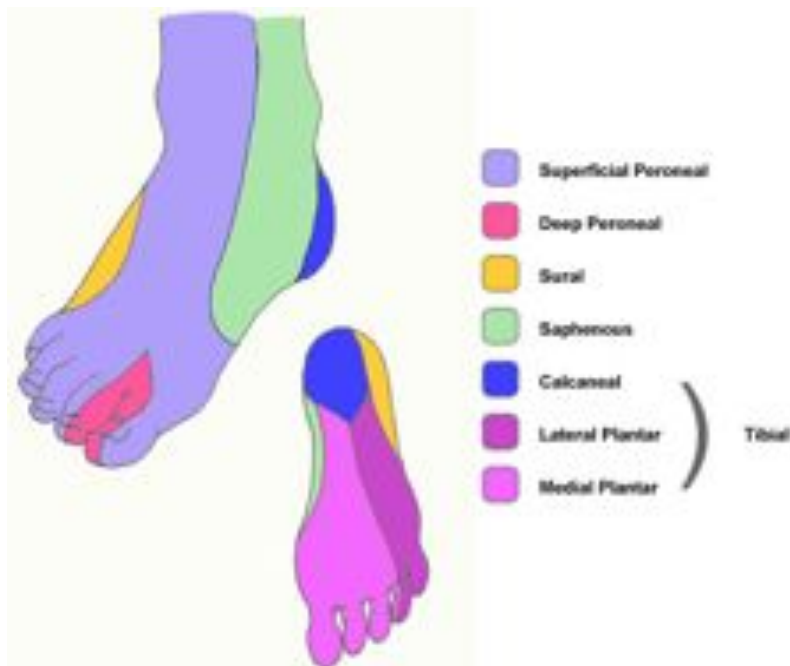 Superficial Peroneal
Deep Peroneal
Sural
Saphenous
Calcaneal
Lateral Plantar
Tibial
Medial Plantar